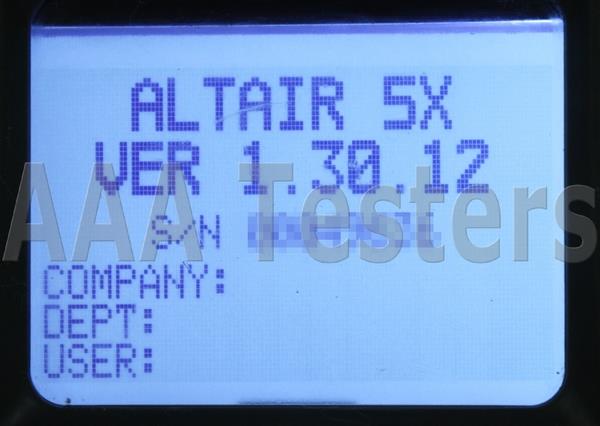 ALTAIR 5X
VER 1.30.12
AAA Testers
S/N
COMPANY:
DEPT:
USER: